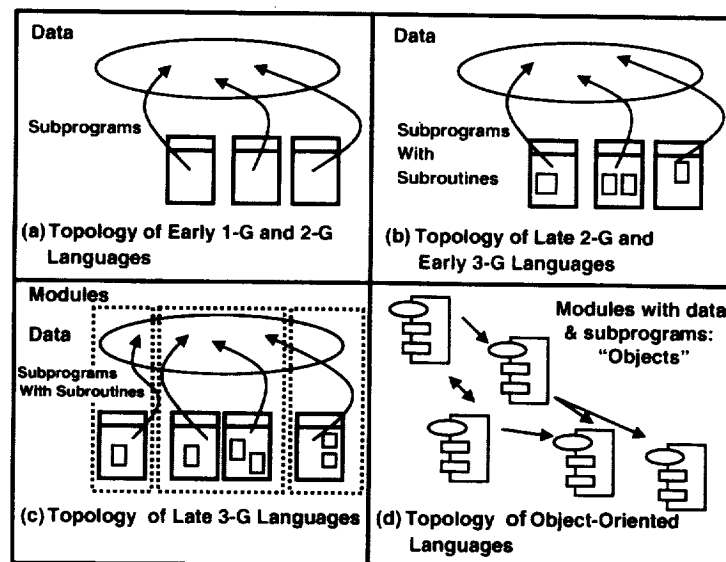 Data
Subprograms
(a) Topology of Early 1-G and 2-G
Languages
Data
Subprograms
With
Subroutines
(b) Topology of Late 2-G and
Early 3-G Languages
Modules
Data
Subprograms
With Subroutines
(c) Topology of Late 3-G Languages
Modules with data
& subprograms:
"Objects"
(d) Topology of Object-Oriented
Languages